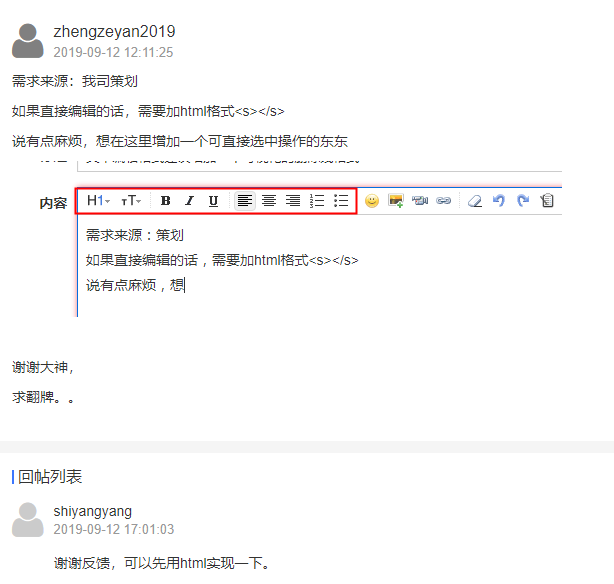 zhengzeyan2019
2019-09-12 12:11:25
需求来源：我司策划
如果直接编辑的话，需要加html格式<s></s>
说有点麻烦，想在这里增加一个可直接选中操作的东东
内容 H1 тT B I U
需求来源：策划
如果直接编辑的话，需要加html格式<s></s>
说有点麻烦，想
谢谢大神，
求翻牌。。
回帖列表
shiyangyang
2019-09-12 17:01:03
谢谢反馈，可以先用html实现一下。